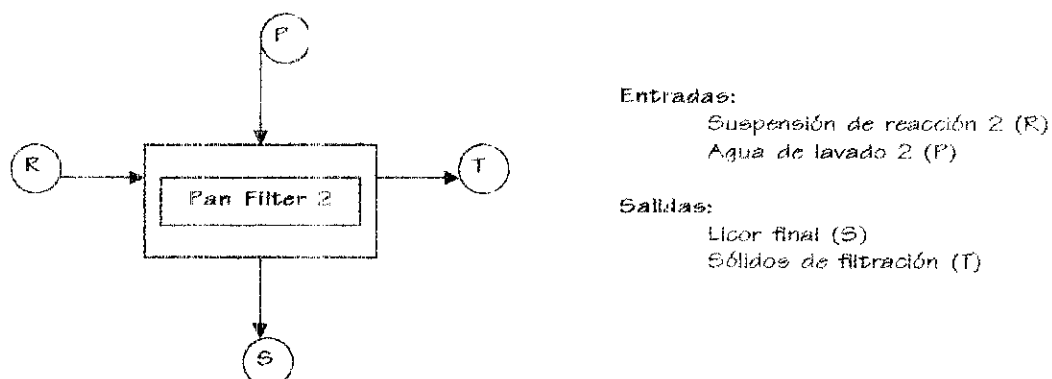 P
Entradas:
Suspensión de reacción 2 (R)
Agua de lavado 2 (P)
R
T
Pan Filter 2
Salidas:
Licor final (S)
Sólidos de filtración (T)
S